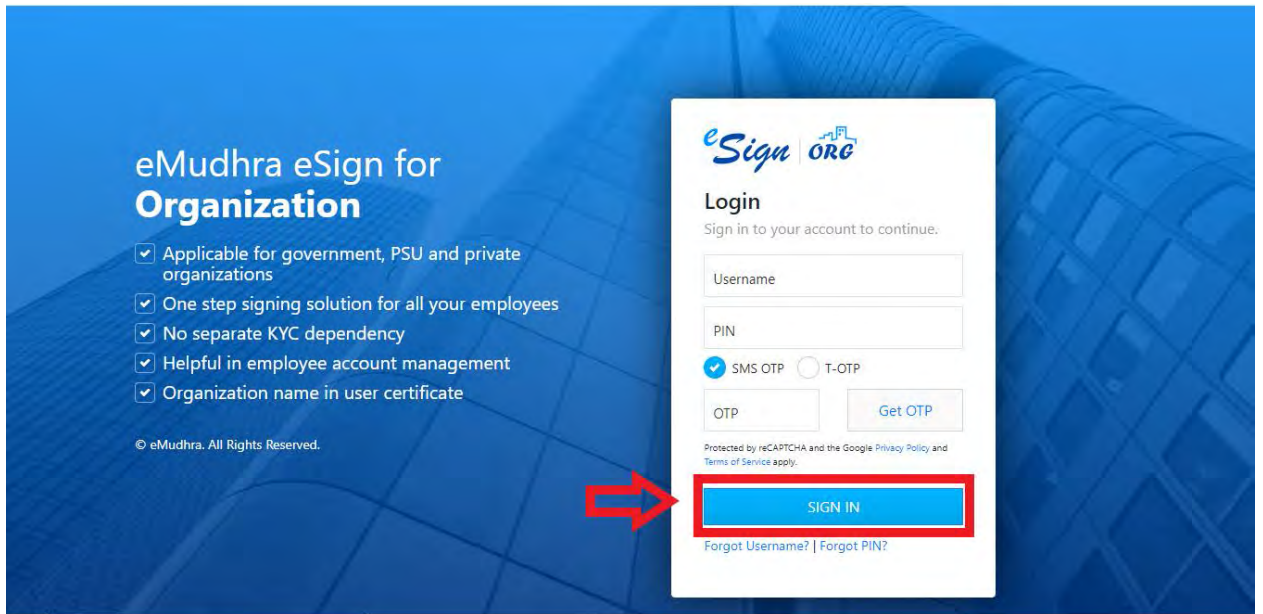 eMudhra eSign for
Organization
Applicable for government, PSU and private
organizations
One step signing solution for all your employees
No separate KYC dependency
Helpful in employee account management
Organization name in user certificate
© eMudhra. All Rights Reserved.
eSign ORG
Login
Sign in to your account to continue.
Username
PIN
SMS OTP T-OTP
OTP Get OTP
Protected by reCAPTCHA and the Google Privacy Policy and
Terms of Service apply.
SIGN IN
Forgot Username? | Forgot PIN?